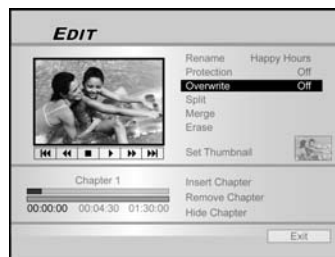 EDIT
Rename Happy Hours
Protection Off
Overwrite Off
Split
Merge
Erase
Set Thumbnail
Chapter 1
00:00:00 00:04:30 01:30:00
Insert Chapter
Remove Chapter
Hide Chapter
Exit